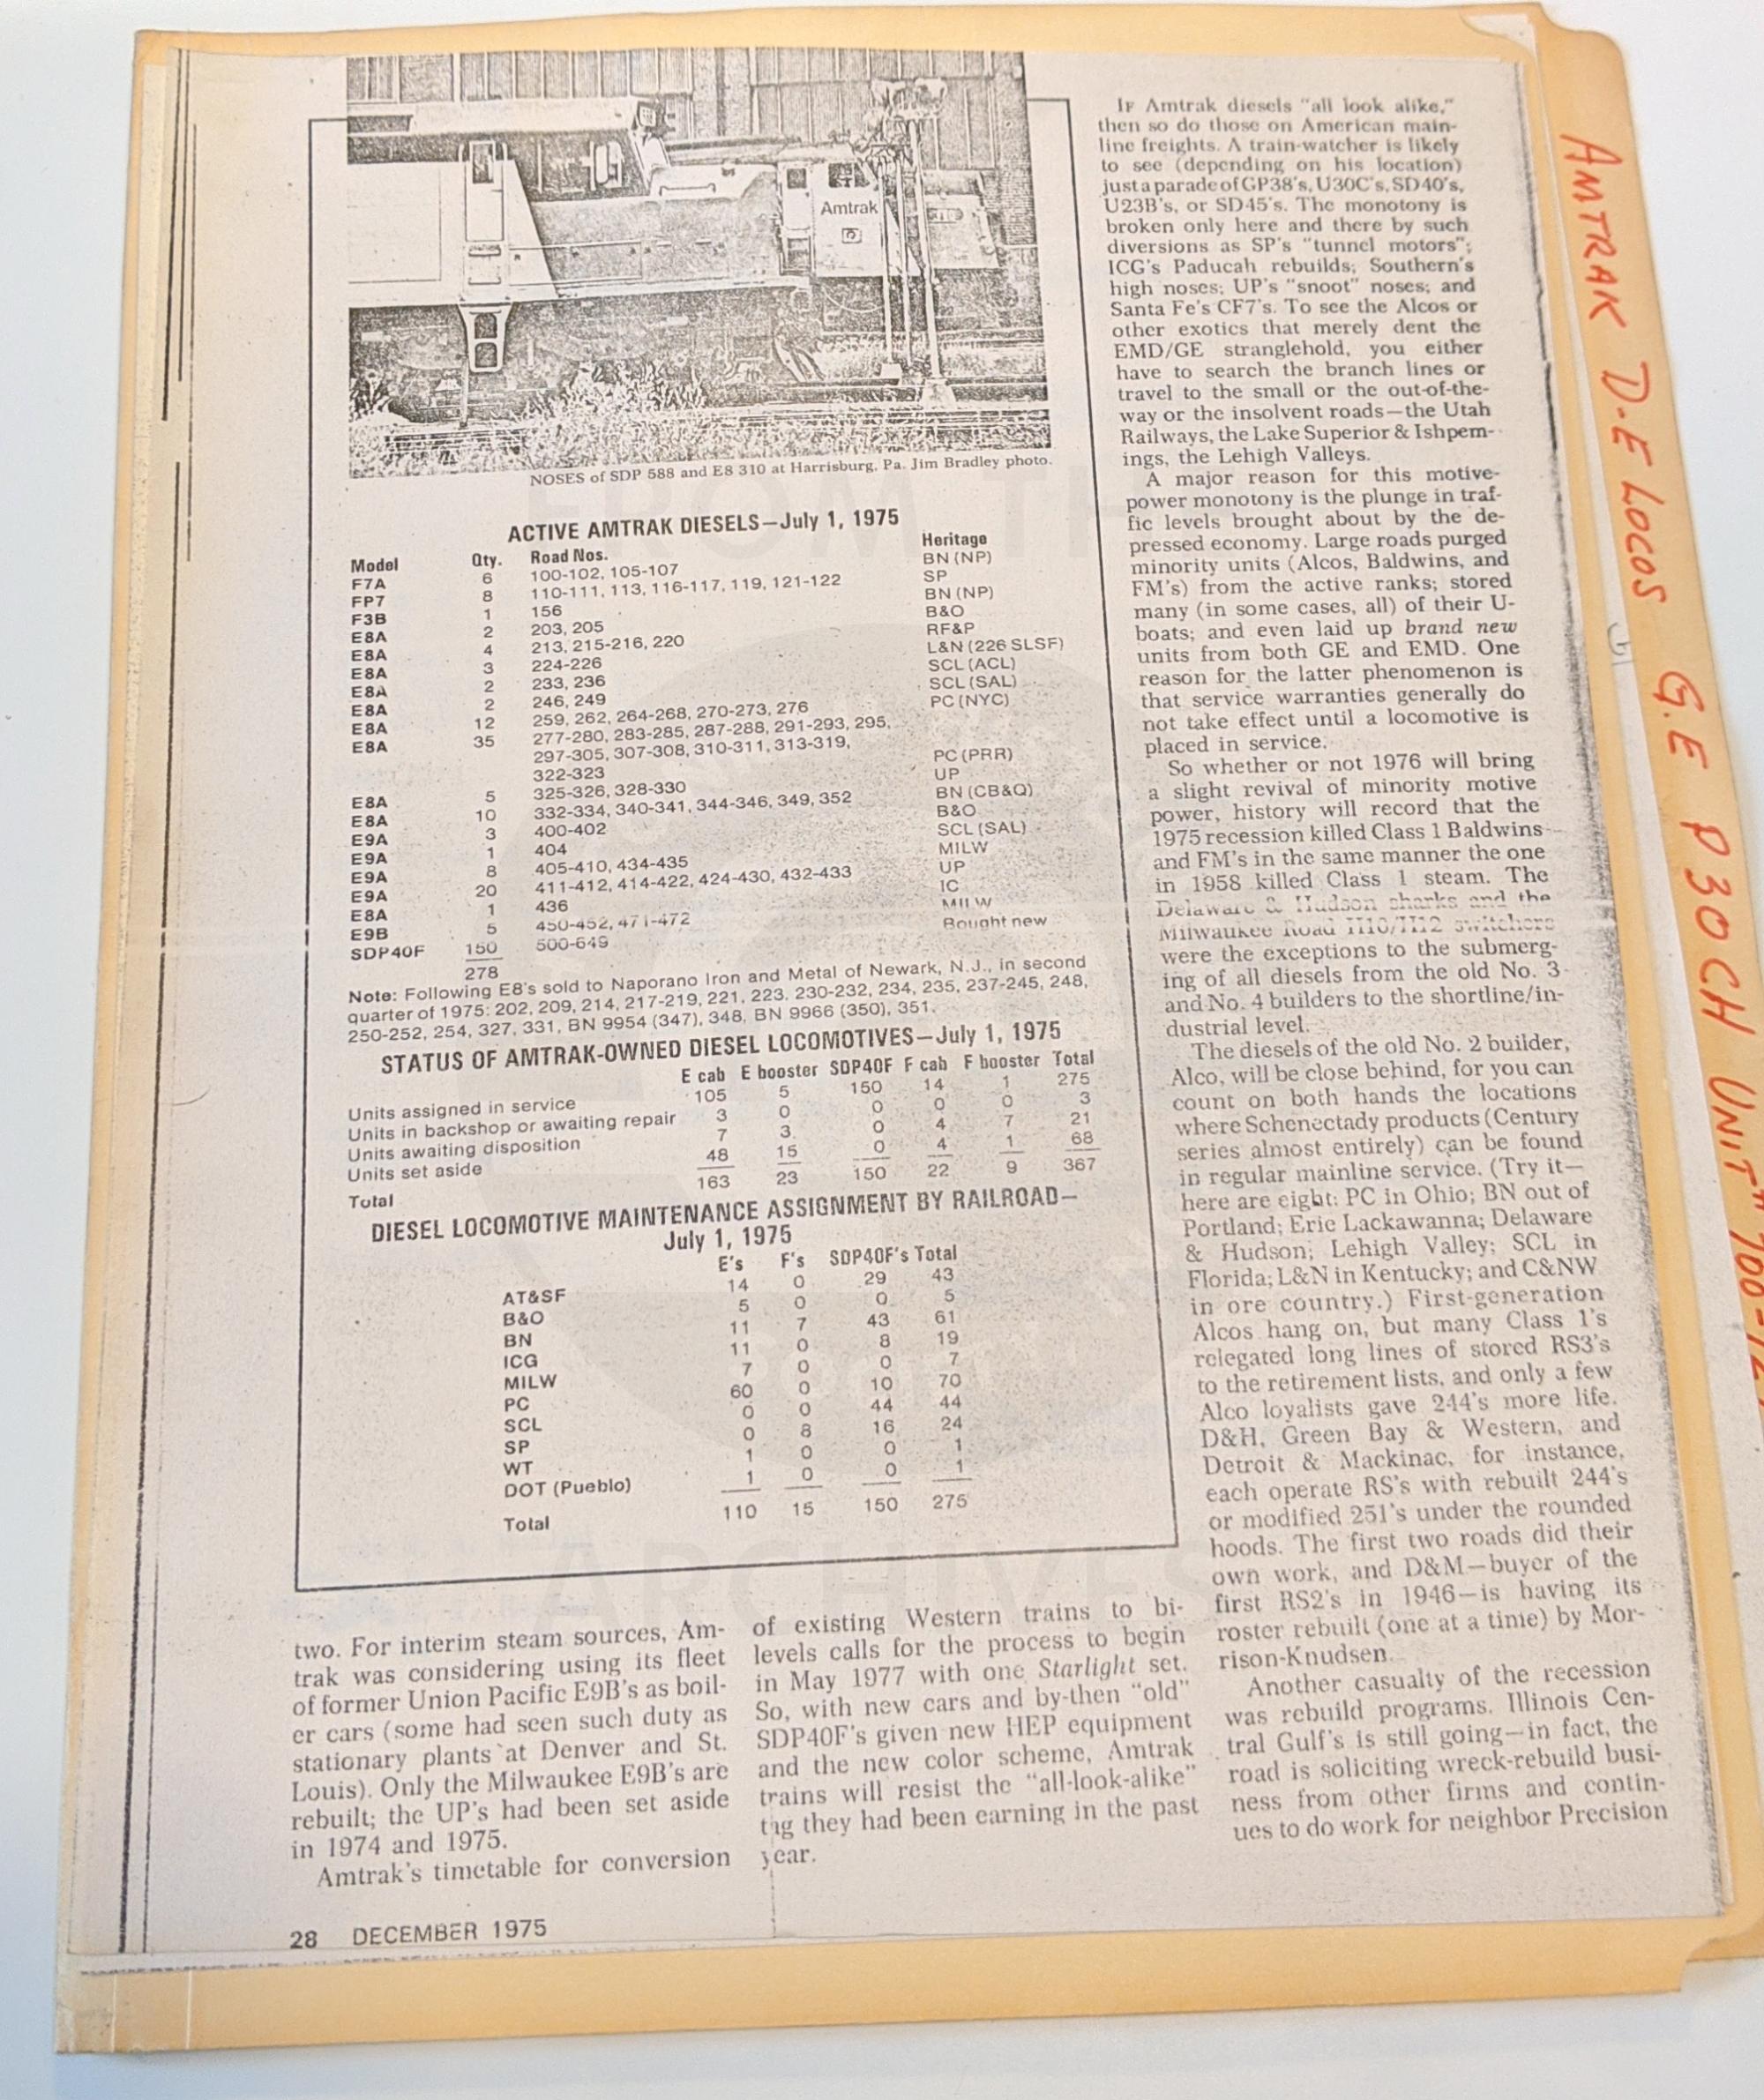 Amtrak
NOSES of SDP 588 and E8 310 at Harrisburg, Pa. Jim Bradley photo.
ACTIVE AMTRAK DIESELS—July 1, 1975
Model Qty. Road Nos. Heritage
F7A 6 100-102, 105-107 BN (NP)
FP7 8 110-111, 113, 116-117, 119, 121-122 SP
F3B 1 156 BN (NP)
E8A 2 203, 205 B&O
E8A 4 213, 215-216, 220 RF&P
E8A 3 224-226 L&N (226 SLSF)
E8A 2 233, 236 SCL (ACL)
E8A 2 246, 249 SCL (SAL)
E8A 12 259, 262, 264-268, 270-273, 276 PC (NYC)
E8A 35 277-280, 283-285, 287-288, 291-293, 295,
297-305, 307-308, 310-311, 313-319,
322-323 PC (PRR)
E8A 5 325-326, 328-330 UP
E8A 10 332-334, 340-341, 344-346, 349, 352 BN (CB&Q)
E9A 3 400-402 B&O
E9A 1 404 SCL (SAL)
E9A 8 405-410, 434-435 MILW
E9A 20 411-412, 414-422, 424-430, 432-433 UP
E8A 1 436 IC
E9B 5 450-452, 471-472 MILW
SDP40F 150 500-649 Bought new
278
Note: Following E8's sold to Naporano Iron and Metal of Newark, N.J., in second
quarter of 1975: 202, 209, 214, 217-219, 221, 223, 230-232, 234, 235, 237-245, 248,
250-252, 254, 327, 331, BN 9954 (347), 348, BN 9966 (350), 351.
STATUS OF AMTRAK-OWNED DIESEL LOCOMOTIVES—July 1, 1975
E cab E booster SDP40F F cab F booster Total
Units assigned in service 105 5 150 14 1 275
Units in backshop or awaiting repair 3 0 0 0 0 3
Units awaiting disposition 7 3 0 4 7 21
Units set aside 48 15 0 4 1 68
Total 163 23 150 22 9 367
DIESEL LOCOMOTIVE MAINTENANCE ASSIGNMENT BY RAILROAD—
July 1, 1975
E's F's SDP40F's Total
AT&SF 14 0 29 43
B&O 5 0 0 5
BN 11 7 43 61
ICG 11 0 8 19
MILW 7 0 0 7
PC 60 0 10 70
SCL 0 0 44 44
SP 0 8 16 24
WT 1 0 0 1
DOT (Pueblo) 1 0 0 1
Total 110 15 150 275
two. For interim steam sources, Am-
trak was considering using its fleet
of former Union Pacific E9B's as boil-
er cars (some had seen such duty as
stationary plants at Denver and St.
Louis). Only the Milwaukee E9B's are
rebuilt; the UP's had been set aside
in 1974 and 1975.
Amtrak's timetable for conversion
of existing Western trains to bi-
levels calls for the process to begin
in May 1977 with one Starlight set.
So, with new cars and by-then "old"
SDP40F's given new HEP equipment
and the new color scheme, Amtrak
trains will resist the "all-look-alike"
tag they had been earning in the past
year.
IF Amtrak diesels "all look alike,"
then so do those on American main-
line freights. A train-watcher is likely
to see (depending on his location)
just a parade of GP38's, U30C's, SD40's,
U23B's, or SD45's. The monotony is
broken only here and there by such
diversions as SP's "tunnel motors";
ICG's Paducah rebuilds; Southern's
high noses; UP's "snoot" noses; and
Santa Fe's CF7's. To see the Alcos or
other exotics that merely dent the
EMD/GE stranglehold, you either
have to search the branch lines or
travel to the small or the out-of-the-
way or the insolvent roads—the Utah
Railways, the Lake Superior & Ishpem-
ings, the Lehigh Valleys.
A major reason for this motive-
power monotony is the plunge in traf-
fic levels brought about by the de-
pressed economy. Large roads purged
minority units (Alcos, Baldwins, and
FM's) from the active ranks; stored
many (in some cases, all) of their U-
boats; and even laid up brand new
units from both GE and EMD. One
reason for the latter phenomenon is
that service warranties generally do
not take effect until a locomotive is
placed in service.
So whether or not 1976 will bring
a slight revival of minority motive
power, history will record that the
1975 recession killed Class 1 Baldwins
and FM's in the same manner the one
in 1958 killed Class 1 steam. The
Delaware & Hudson sharks and the
Milwaukee Road H10/H12 switchers
were the exceptions to the submerg-
ing of all diesels from the old No. 3
and No. 4 builders to the shortline/in-
dustrial level.
The diesels of the old No. 2 builder,
Alco, will be close behind, for you can
count on both hands the locations
where Schenectady products (Century
series almost entirely) can be found
in regular mainline service. (Try it—
here are eight: PC in Ohio; BN out of
Portland; Erie Lackawanna; Delaware
& Hudson; Lehigh Valley; SCL in
Florida; L&N in Kentucky; and C&NW
in ore country.) First-generation
Alcos hang on, but many Class 1's
relegated long lines of stored RS3's
to the retirement lists, and only a few
Alco loyalists gave 244's more life.
D&H, Green Bay & Western, and
Detroit & Mackinac, for instance,
each operate RS's with rebuilt 244's
or modified 251's under the rounded
hoods. The first two roads did their
own work, and D&M—buyer of the
first RS2's in 1946—is having its
roster rebuilt (one at a time) by Mor-
rison-Knudsen.
Another casualty of the recession
was rebuild programs. Illinois Cen-
tral Gulf's is still going—in fact, the
road is soliciting wreck-rebuild busi-
ness from other firms and contin-
ues to do work for neighbor Precision
28 DECEMBER 1975
AMTRAK D.E LOCOS G.E P30CH UNIT
FROM THE
ARCHIVES